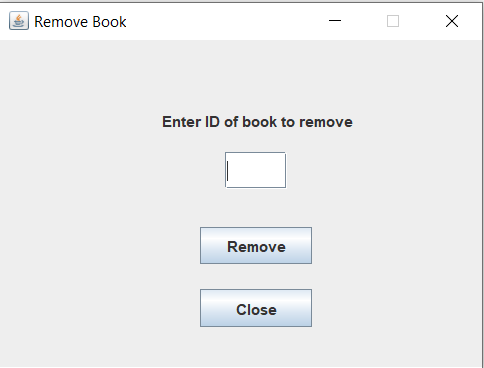 Remove Book
Enter ID of book to remove
Remove
Close